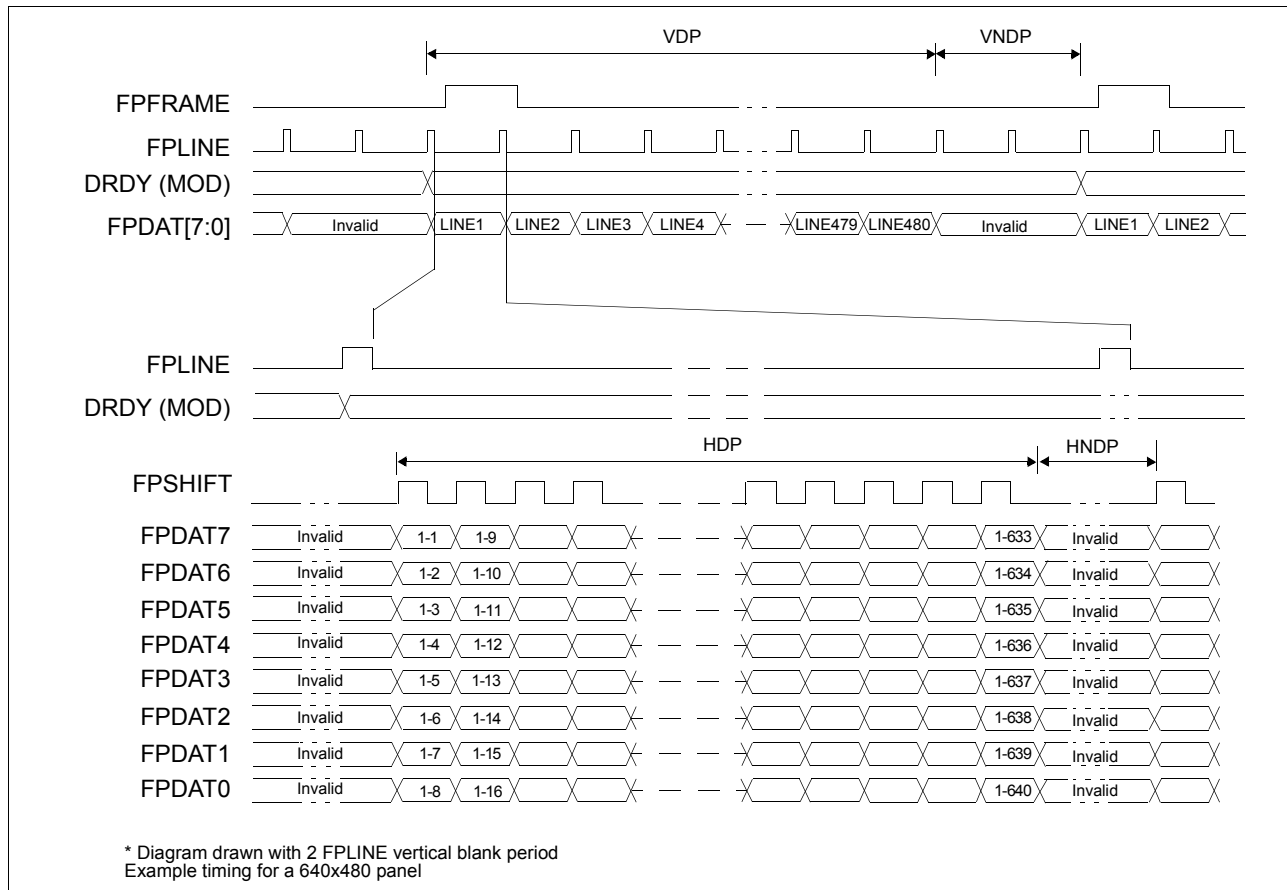 VDP VNDP
FPFRAME
FPLINE
DRDY (MOD)
FPDAT[7:0] Invalid LINE1 LINE2 LINE3 LINE4 LINE479 LINE480 Invalid LINE1 LINE2
FPLINE
DRDY (MOD)
HDP HNDP
FPSHIFT
FPDAT7 Invalid 1-1 1-9 1-633 Invalid
FPDAT6 Invalid 1-2 1-10 1-634 Invalid
FPDAT5 Invalid 1-3 1-11 1-635 Invalid
FPDAT4 Invalid 1-4 1-12 1-636 Invalid
FPDAT3 Invalid 1-5 1-13 1-637 Invalid
FPDAT2 Invalid 1-6 1-14 1-638 Invalid
FPDAT1 Invalid 1-7 1-15 1-639 Invalid
FPDAT0 Invalid 1-8 1-16 1-640 Invalid
* Diagram drawn with 2 FPLINE vertical blank period
Example timing for a 640x480 panel